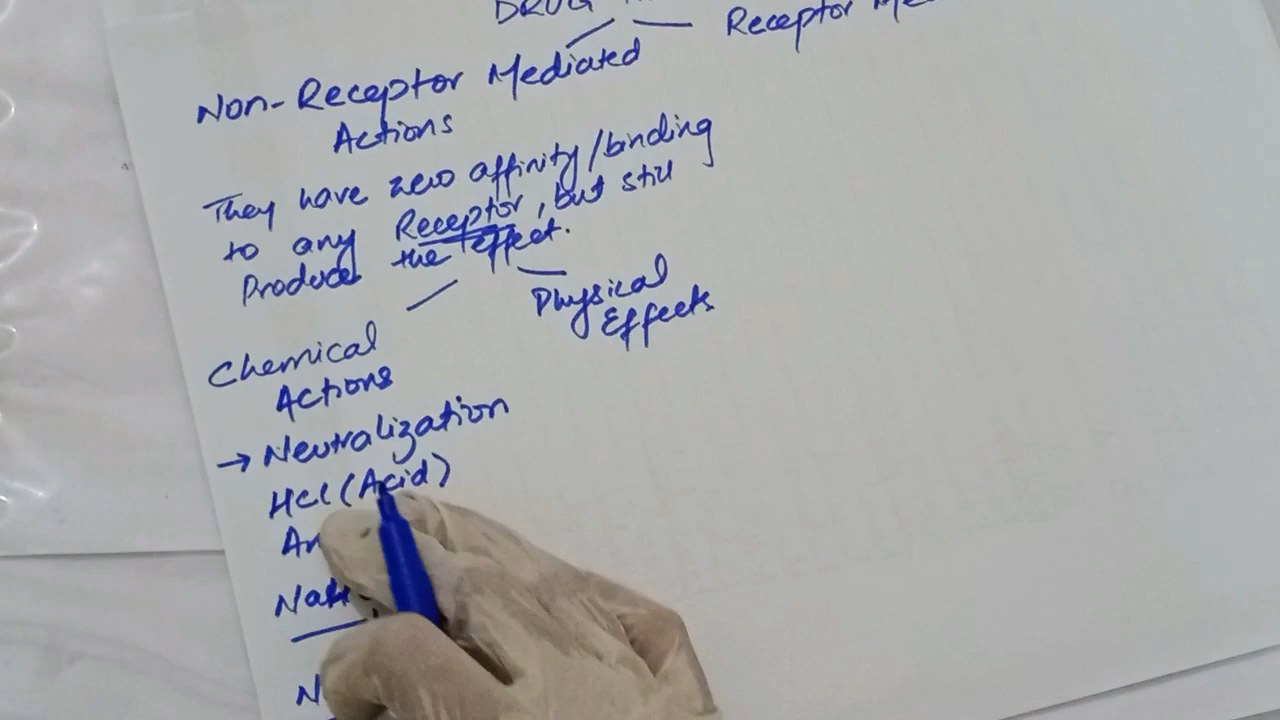 DRUG
Non-Receptor Mediated
Receptor
Actions
They have zero affinity/binding
to any Receptor, but still
Produce the effect.
Chemical
Actions
Physical
Effects
→ Neutralization
HCl (Acid)